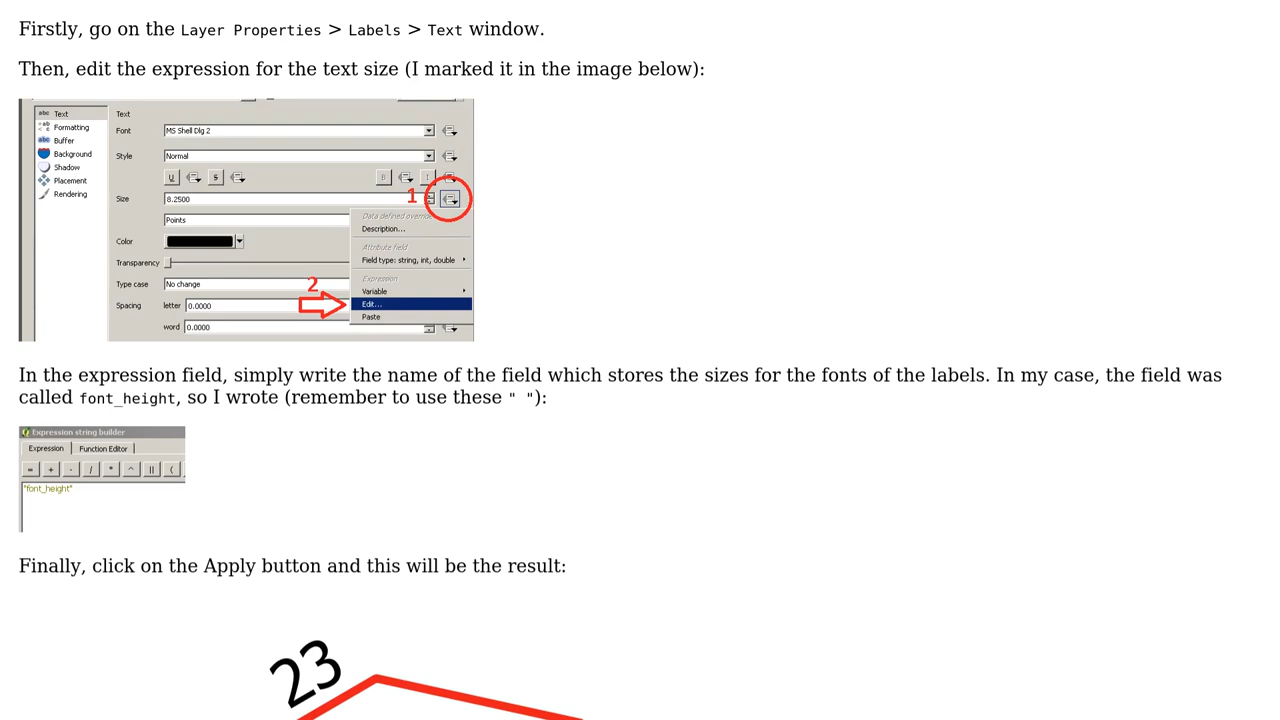 Firstly, go on the Layer Properties > Labels > Text window.
Then, edit the expression for the text size (I marked it in the image below):
abc Text
Text
Formatting
Font
MS Shell Dlg 2
abc Buffer
Background
Style
Normal
Shadow
Placement
U
S
B
I
Rendering
Size
8.2500
1
Points
Data defined override
Description...
Color
Attribute field
Transparency
Field type: string, int, double
Expression
Type case
No change
2
Variable
Spacing
letter
0.0000
Edit...
Paste
word
0.0000
In the expression field, simply write the name of the field which stores the sizes for the fonts of the labels. In my case, the field was
called font_height, so I wrote (remember to use these " "):
Expression string builder
Expression
Function Editor
= + - / * ^ || (
"font_height"
Finally, click on the Apply button and this will be the result:
23